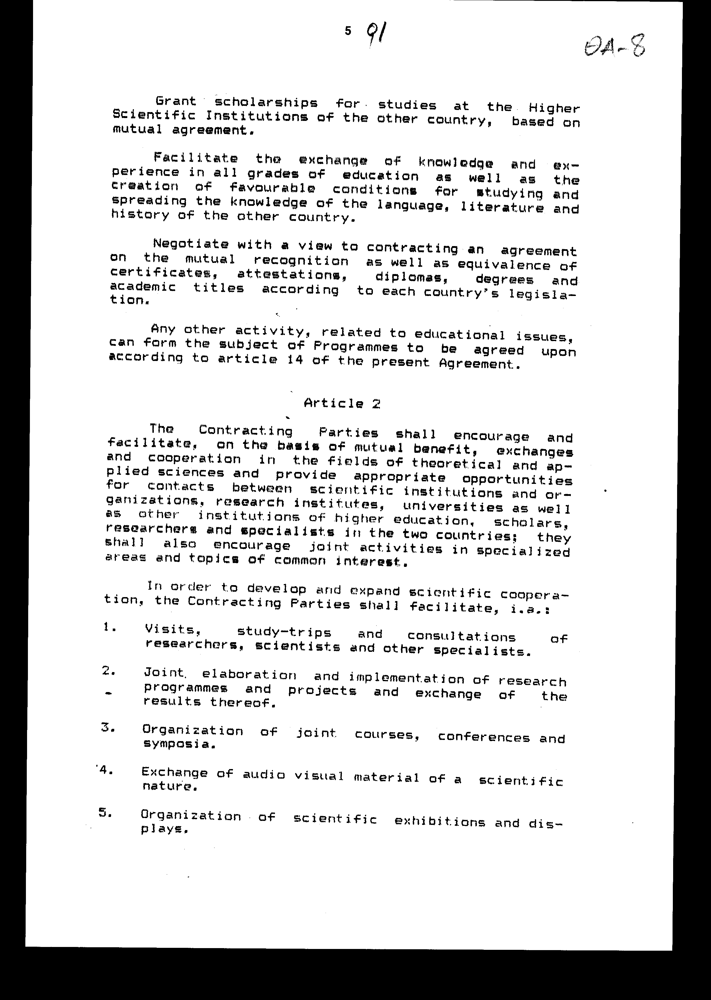 5 91
ΘA-8
Grant scholarships for studies at the Higher
Scientific Institutions of the other country, based on
mutual agreement.
Facilitate the exchange of knowledge and ex-
perience in all grades of education as well as the
creation of favourable conditions for studying and
spreading the knowledge of the language, literature and
history of the other country.
Negotiate with a view to contracting an agreement
on the mutual recognition as well as equivalence of
certificates, attestations, diplomas, degrees and
academic titles according to each country's legisla-
tion.
Any other activity, related to educational issues,
can form the subject of Programmes to be agreed upon
according to article 14 of the present Agreement.
Article 2
The Contracting Parties shall encourage and
facilitate, on the basis of mutual benefit, exchanges
and cooperation in the fields of theoretical and ap-
plied sciences and provide appropriate opportunities
for contacts between scientific institutions and or-
ganizations, research institutes, universities as well
as other institutions of higher education, scholars,
researchers and specialists in the two countries; they
shall also encourage joint activities in specialized
areas and topics of common interest.
In order to develop and expand scientific coopera-
tion, the Contracting Parties shall facilitate, i.a.:
1. Visits, study-trips and consultations of
researchers, scientists and other specialists.
2. Joint elaboration and implementation of research
programmes and projects and exchange of the
results thereof.
3. Organization of joint courses, conferences and
symposia.
4. Exchange of audio visual material of a scientific
nature.
5. Organization of scientific exhibitions and dis-
plays.